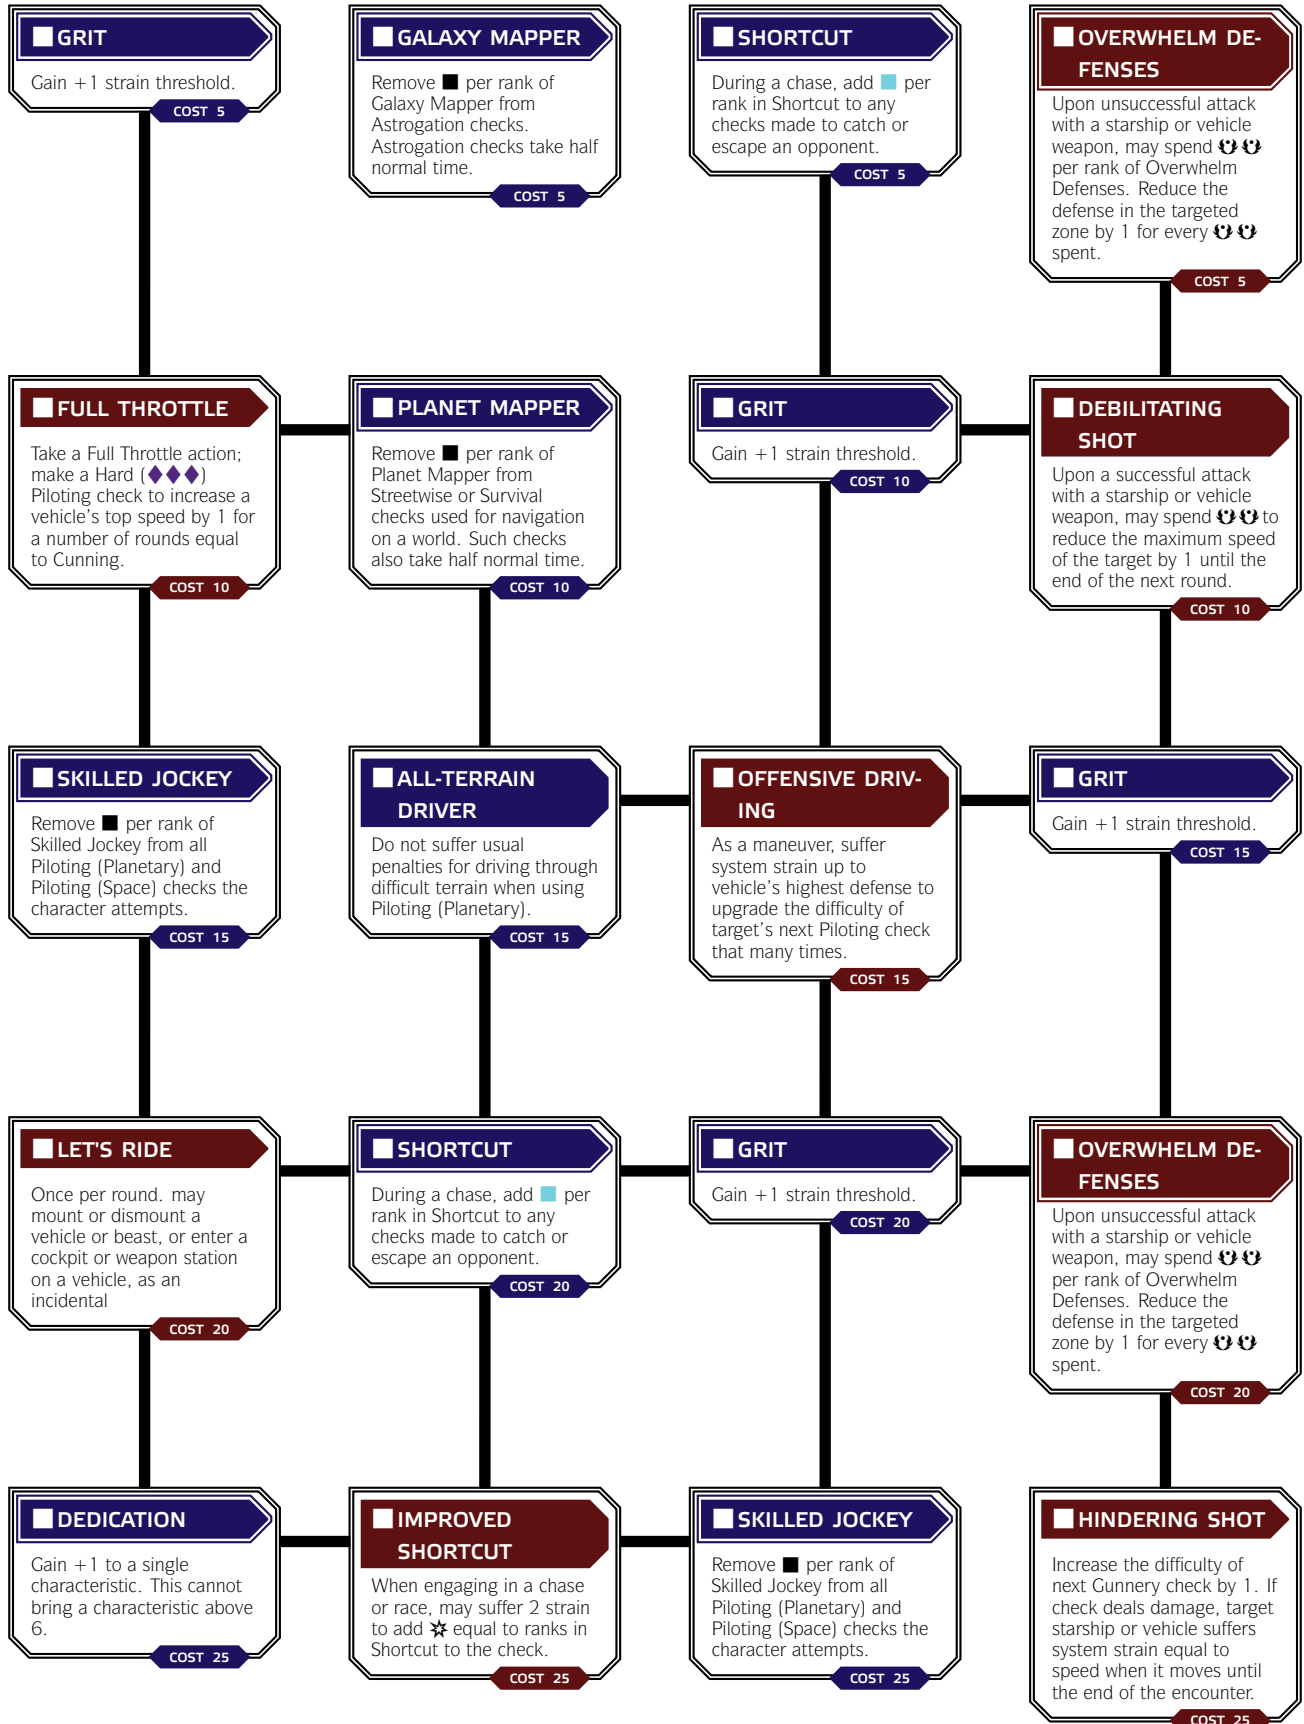 GRIT
Gain +1 strain threshold.
COST 5
GALAXY MAPPER
Remove ■ per rank of
Galaxy Mapper from
Astrogation checks.
Astrogation checks take half
normal time.
COST 5
SHORTCUT
During a chase, add ■ per
rank in Shortcut to any
checks made to catch or
escape an opponent.
COST 5
OVERWHELM DE-
FENSES
Upon unsuccessful attack
with a starship or vehicle
weapon, may spend
per rank of Overwhelm
Defenses. Reduce the
defense in the targeted
zone by 1 for every
spent.
COST 5
FULL THROTTLE
Take a Full Throttle action;
make a Hard (◆◆◆)
Piloting check to increase a
vehicle's top speed by 1 for
a number of rounds equal
to Cunning.
COST 10
PLANET MAPPER
Remove ■ per rank of
Planet Mapper from
Streetwise or Survival
checks used for navigation
on a world. Such checks
also take half normal time.
COST 10
GRIT
Gain +1 strain threshold.
COST 10
DEBILITATING
SHOT
Upon a successful attack
with a starship or vehicle
weapon, may spend to
reduce the maximum speed
of the target by 1 until the
end of the next round.
COST 10
SKILLED JOCKEY
Remove ■ per rank of
Skilled Jockey from all
Piloting (Planetary) and
Piloting (Space) checks the
character attempts.
COST 15
ALL-TERRAIN
DRIVER
Do not suffer usual
penalties for driving through
difficult terrain when using
Piloting (Planetary).
COST 15
OFFENSIVE DRIV-
ING
As a maneuver, suffer
system strain up to
vehicle's highest defense to
upgrade the difficulty of
target's next Piloting check
that many times.
COST 15
GRIT
Gain +1 strain threshold.
COST 15
LET'S RIDE
Once per round. may
mount or dismount a
vehicle or beast, or enter a
cockpit or weapon station
on a vehicle, as an
incidental
COST 20
SHORTCUT
During a chase, add ■ per
rank in Shortcut to any
checks made to catch or
escape an opponent.
COST 20
GRIT
Gain +1 strain threshold.
COST 20
OVERWHELM DE-
FENSES
Upon unsuccessful attack
with a starship or vehicle
weapon, may spend
per rank of Overwhelm
Defenses. Reduce the
defense in the targeted
zone by 1 for every
spent.
COST 20
DEDICATION
Gain +1 to a single
characteristic. This cannot
bring a characteristic above
6.
COST 25
IMPROVED
SHORTCUT
When engaging in a chase
or race, may suffer 2 strain
to add equal to ranks in
Shortcut to the check.
COST 25
SKILLED JOCKEY
Remove ■ per rank of
Skilled Jockey from all
Piloting (Planetary) and
Piloting (Space) checks the
character attempts.
COST 25
HINDERING SHOT
Increase the difficulty of
next Gunnery check by 1. If
check deals damage, target
starship or vehicle suffers
system strain equal to
speed when it moves until
the end of the encounter.
COST 25